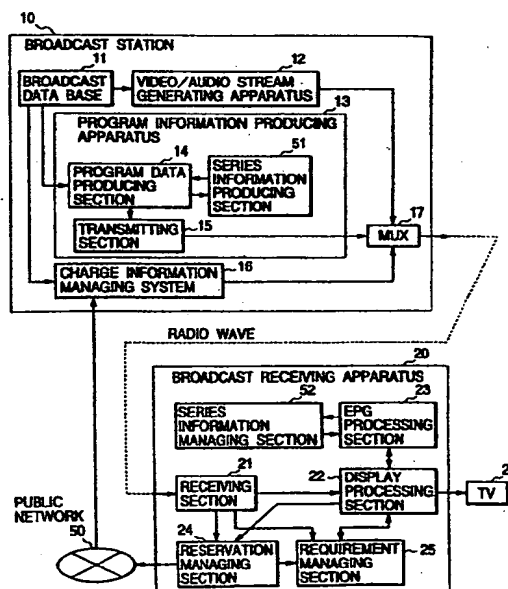 10
BROADCAST STATION
11
12
BROADCAST
DATA BASE
VIDEO/AUDIO STREAM
GENERATING APPARATUS
13
PROGRAM INFORMATION PRODUCING
APPARATUS
14
51
PROGRAM DATA
PRODUCING
SECTION
SERIES
INFORMATION
PRODUCING
SECTION
15
TRANSMITTING
SECTION
17
MUX
16
CHARGE INFORMATION
MANAGING SYSTEM
RADIO WAVE
20
BROADCAST RECEIVING APPARATUS
52
23
SERIES
INFORMATION
MANAGING SECTION
EPG
PROCESSING
SECTION
21
22
RECEIVING
SECTION
DISPLAY
PROCESSING
SECTION
2
TV
PUBLIC
NETWORK
50
24
RESERVATION
MANAGING
SECTION
REQUIREMENT
MANAGING
SECTION
25